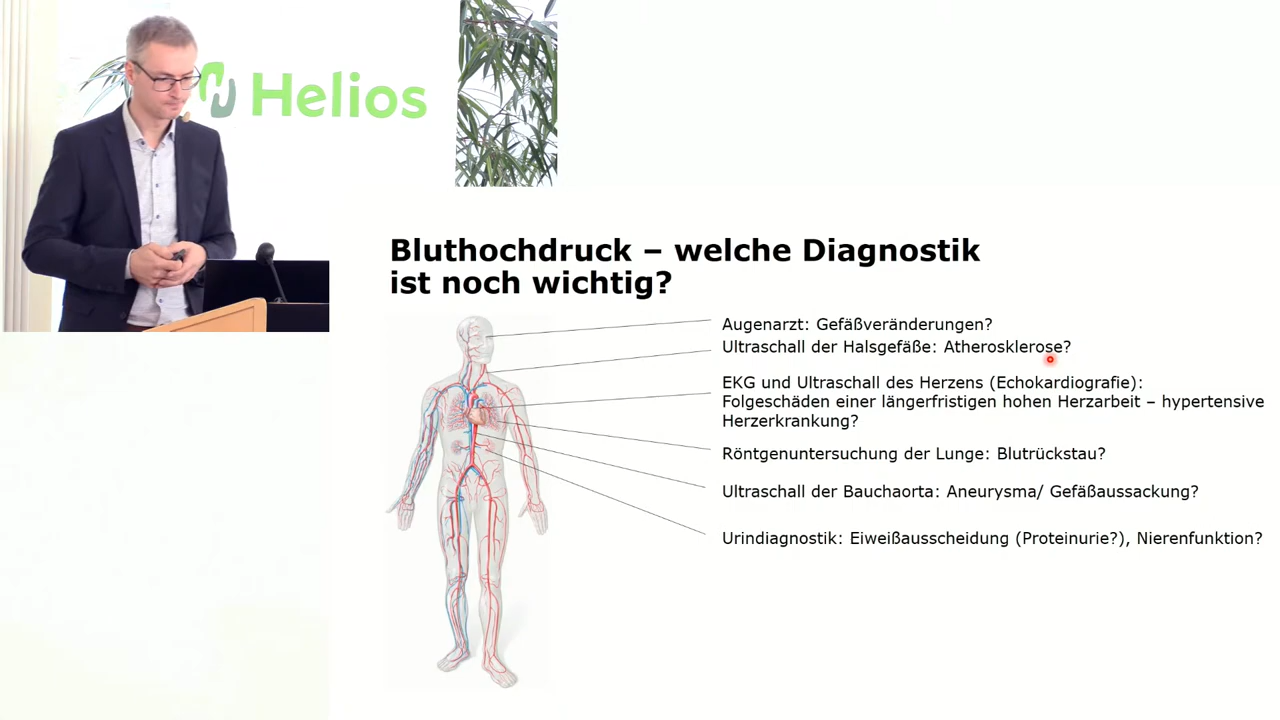 Helios
Bluthochdruck – welche Diagnostik
ist noch wichtig?
Augenarzt: Gefäßveränderungen?
Ultraschall der Halsgefäße: Atherosklerose?
EKG und Ultraschall des Herzens (Echokardiografie):
Folgeschäden einer längerfristigen hohen Herzarbeit – hypertensive
Herzerkrankung?
Röntgenuntersuchung der Lunge: Blutrückstau?
Ultraschall der Bauchaorta: Aneurysma/ Gefäßaussackung?
Urindiagnostik: Eiweißausscheidung (Proteinurie?), Nierenfunktion?